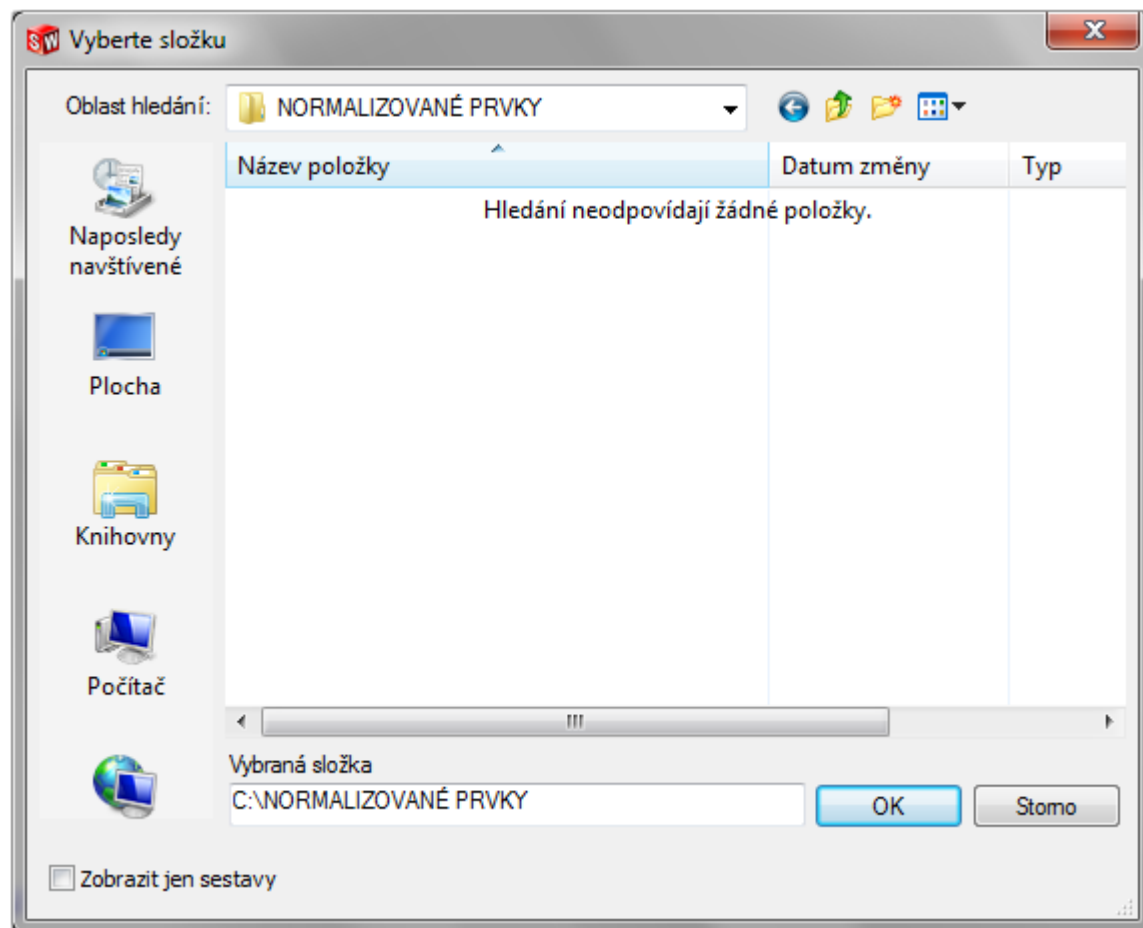 SW Vyberte složku
Oblast hledání: NORMALIZOVANÉ PRVKY
Název položky Datum změny Typ
Hledání neodpovídají žádné položky.
Naposledy
navštívené
Plocha
Knihovny
Počítač
Vybraná složka
C:\NORMALIZOVANÉ PRVKY OK Storno
Zobrazit jen sestavy